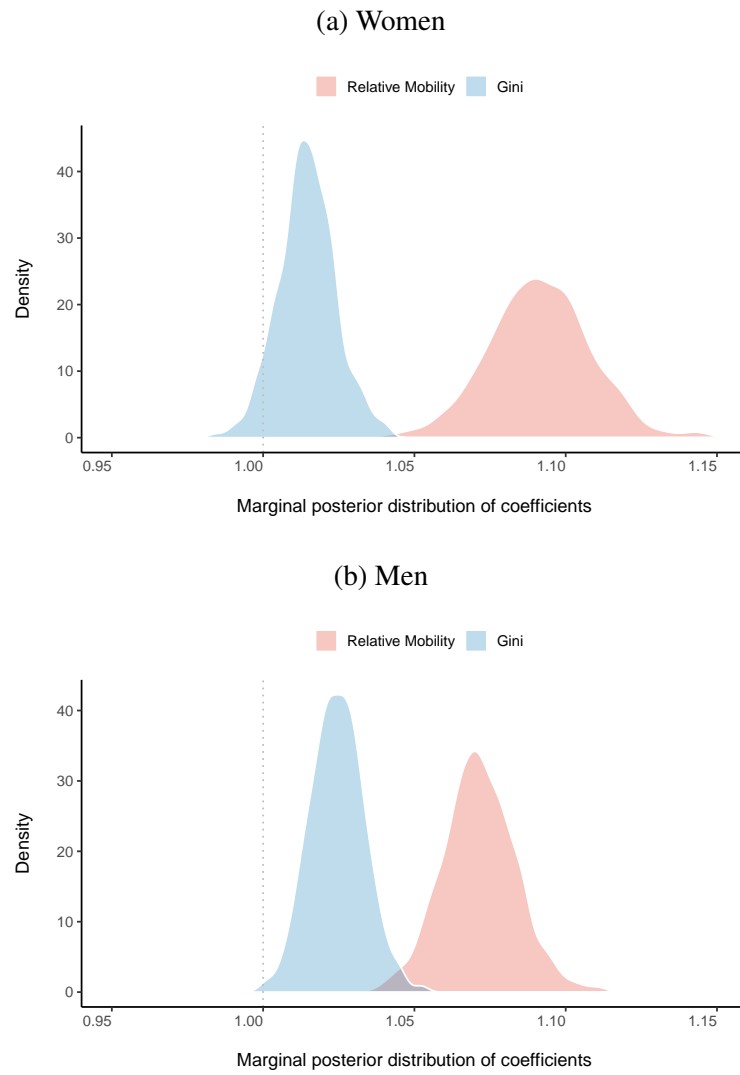 (a) Women
Relative Mobility Gini
40
30
20
10
0
Density
0.95 1.00 1.05 1.10 1.15
Marginal posterior distribution of coefficients
(b) Men
Relative Mobility Gini
40
30
20
10
0
Density
0.95 1.00 1.05 1.10 1.15
Marginal posterior distribution of coefficients